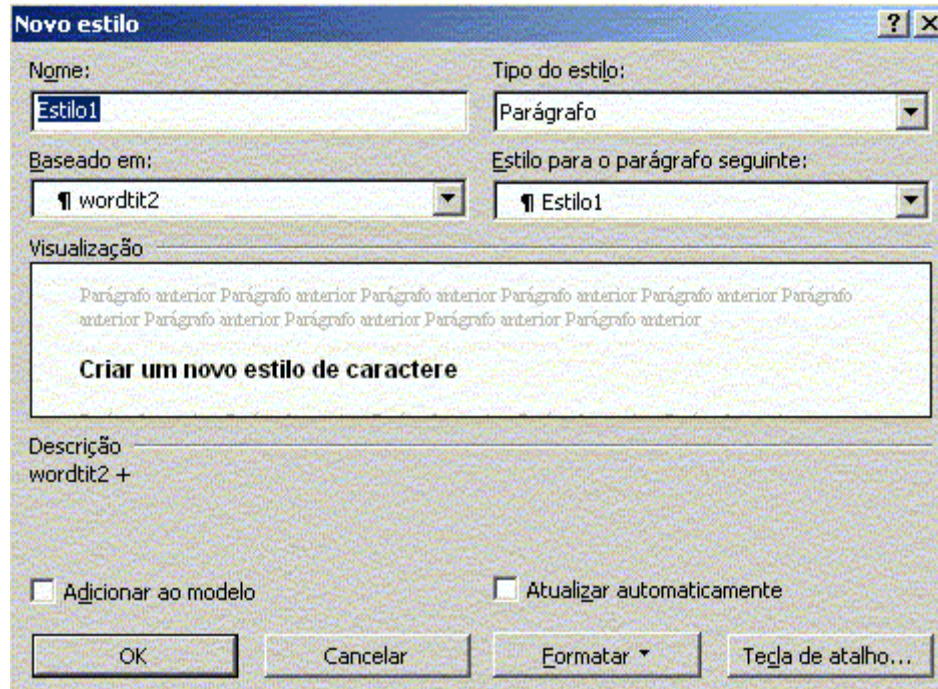 Novo estilo
Nome:
Tipo do estilo:
Estilo1
Parágrafo
Baseado em:
Estilo para o parágrafo seguinte:
¶ wordtit2
¶ Estilo1
Visualização
Parágrafo anterior Parágrafo anterior Parágrafo anterior Parágrafo anterior Parágrafo anterior Parágrafo
anterior Parágrafo anterior Parágrafo anterior Parágrafo anterior Parágrafo anterior
Criar um novo estilo de caractere
Descrição
wordtit2 +
Adicionar ao modelo
Atualizar automaticamente
OK
Cancelar
Formatar
Tecla de atalho...